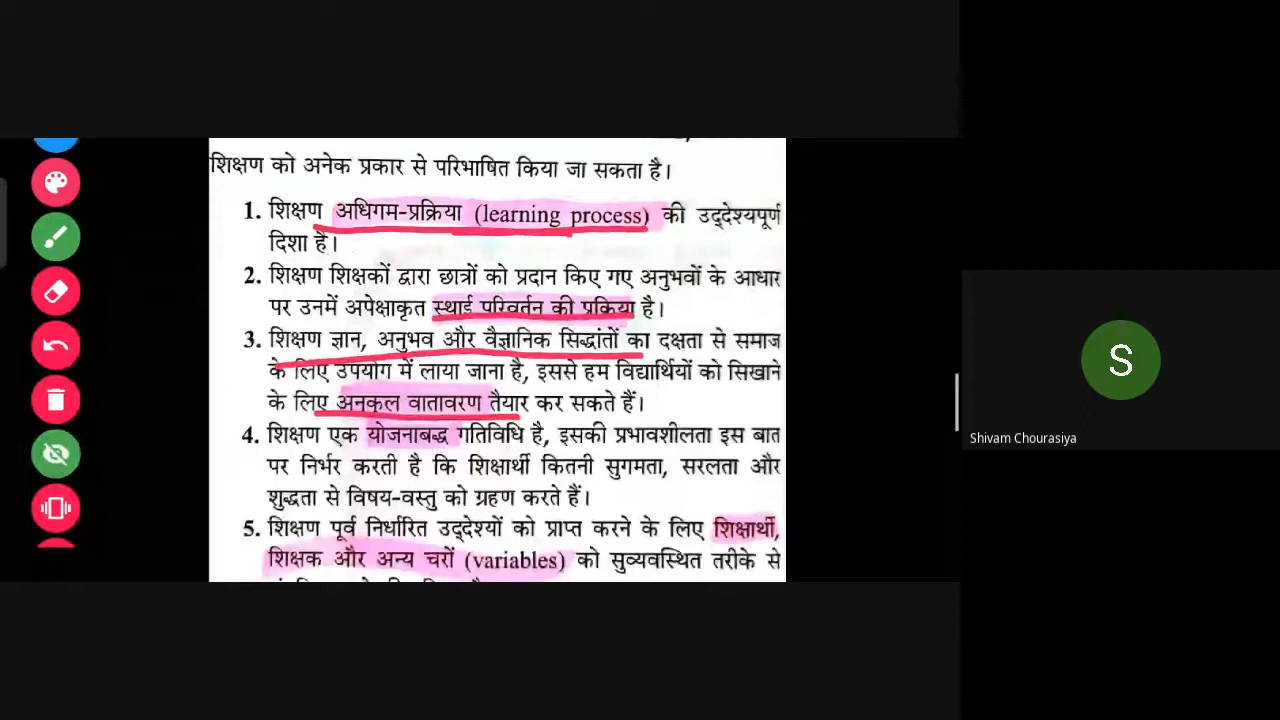 शिक्षण को अनेक प्रकार से परिभाषित किया जा सकता है।
1. शिक्षण अधिगम-प्रक्रिया (learning process) की उद्देश्यपूर्ण
दिशा है।
2. शिक्षण शिक्षकों द्वारा छात्रों को प्रदान किए गए अनुभवों के आधार
पर उनमें अपेक्षाकृत स्थाई परिवर्तन की प्रक्रिया है।
3. शिक्षण ज्ञान, अनुभव और वैज्ञानिक सिद्धांतों का दक्षता से समाज
के लिए उपयोग में लाया जाना है, इससे हम विद्यार्थियों को सिखाने
के लिए अनुकूल वातावरण तैयार कर सकते हैं।
4. शिक्षण एक योजनाबद्ध गतिविधि है, इसकी प्रभावशीलता इस बात
पर निर्भर करती है कि शिक्षार्थी कितनी सुगमता, सरलता और
शुद्धता से विषय-वस्तु को ग्रहण करते हैं।
5. शिक्षण पूर्व निर्धारित उद्देश्यों को प्राप्त करने के लिए शिक्षार्थी,
शिक्षक और अन्य चरों (variables) को सुव्यवस्थित तरीके से
S
Shivam Chourasiya